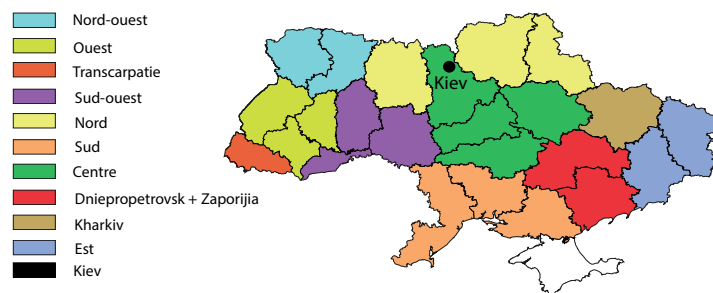 Nord-ouest
Ouest
Transcarpatie
Sud-ouest
Nord
Sud
Centre
Dniepropetrovsk + Zaporijia
Kharkiv
Est
Kiev
Kiev